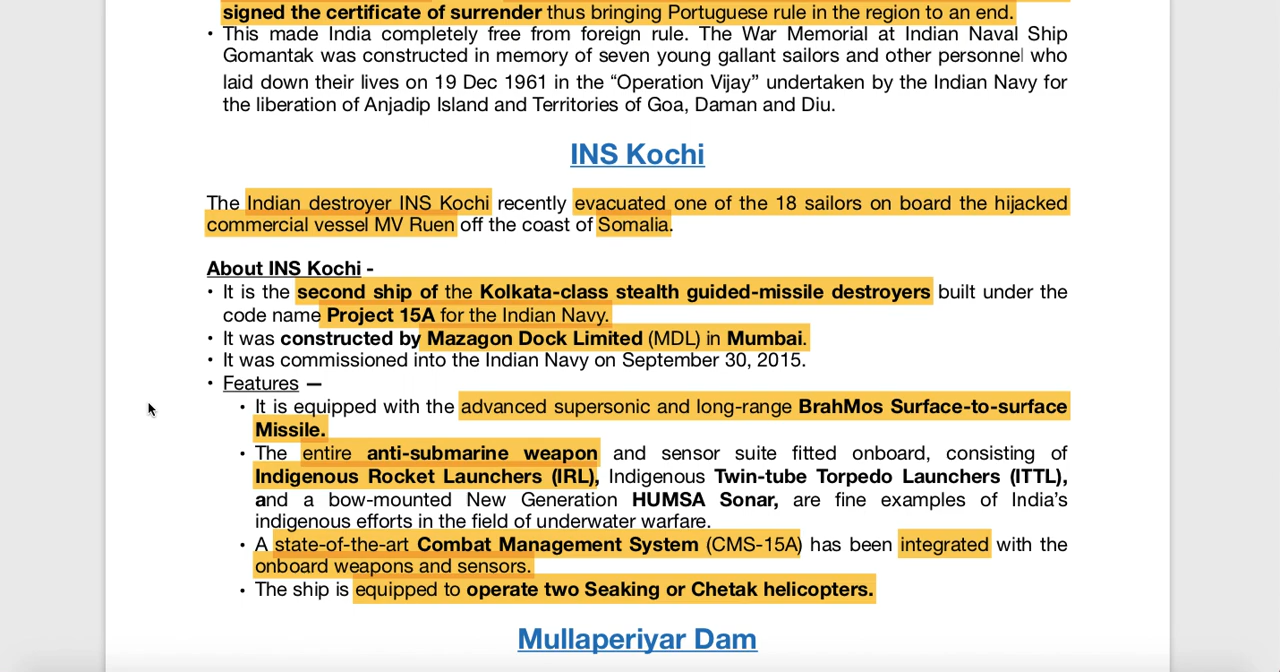 signed the certificate of surrender thus bringing Portuguese rule in the region to an end.
• This made India completely free from foreign rule. The War Memorial at Indian Naval Ship
Gomantak was constructed in memory of seven young gallant sailors and other personnel who
laid down their lives on 19 Dec 1961 in the “Operation Vijay” undertaken by the Indian Navy for
the liberation of Anjadip Island and Territories of Goa, Daman and Diu.
INS Kochi
The Indian destroyer INS Kochi recently evacuated one of the 18 sailors on board the hijacked
commercial vessel MV Ruen off the coast of Somalia.
About INS Kochi -
• It is the second ship of the Kolkata-class stealth guided-missile destroyers built under the
code name Project 15A for the Indian Navy.
• It was constructed by Mazagon Dock Limited (MDL) in Mumbai.
• It was commissioned into the Indian Navy on September 30, 2015.
• Features —
• It is equipped with the advanced supersonic and long-range BrahMos Surface-to-surface
Missile.
• The entire anti-submarine weapon and sensor suite fitted onboard, consisting of
Indigenous Rocket Launchers (IRL), Indigenous Twin-tube Torpedo Launchers (ITTL),
and a bow-mounted New Generation HUMSA Sonar, are fine examples of India’s
indigenous efforts in the field of underwater warfare.
• A state-of-the-art Combat Management System (CMS-15A) has been integrated with the
onboard weapons and sensors.
• The ship is equipped to operate two Seaking or Chetak helicopters.
Mullaperiyar Dam